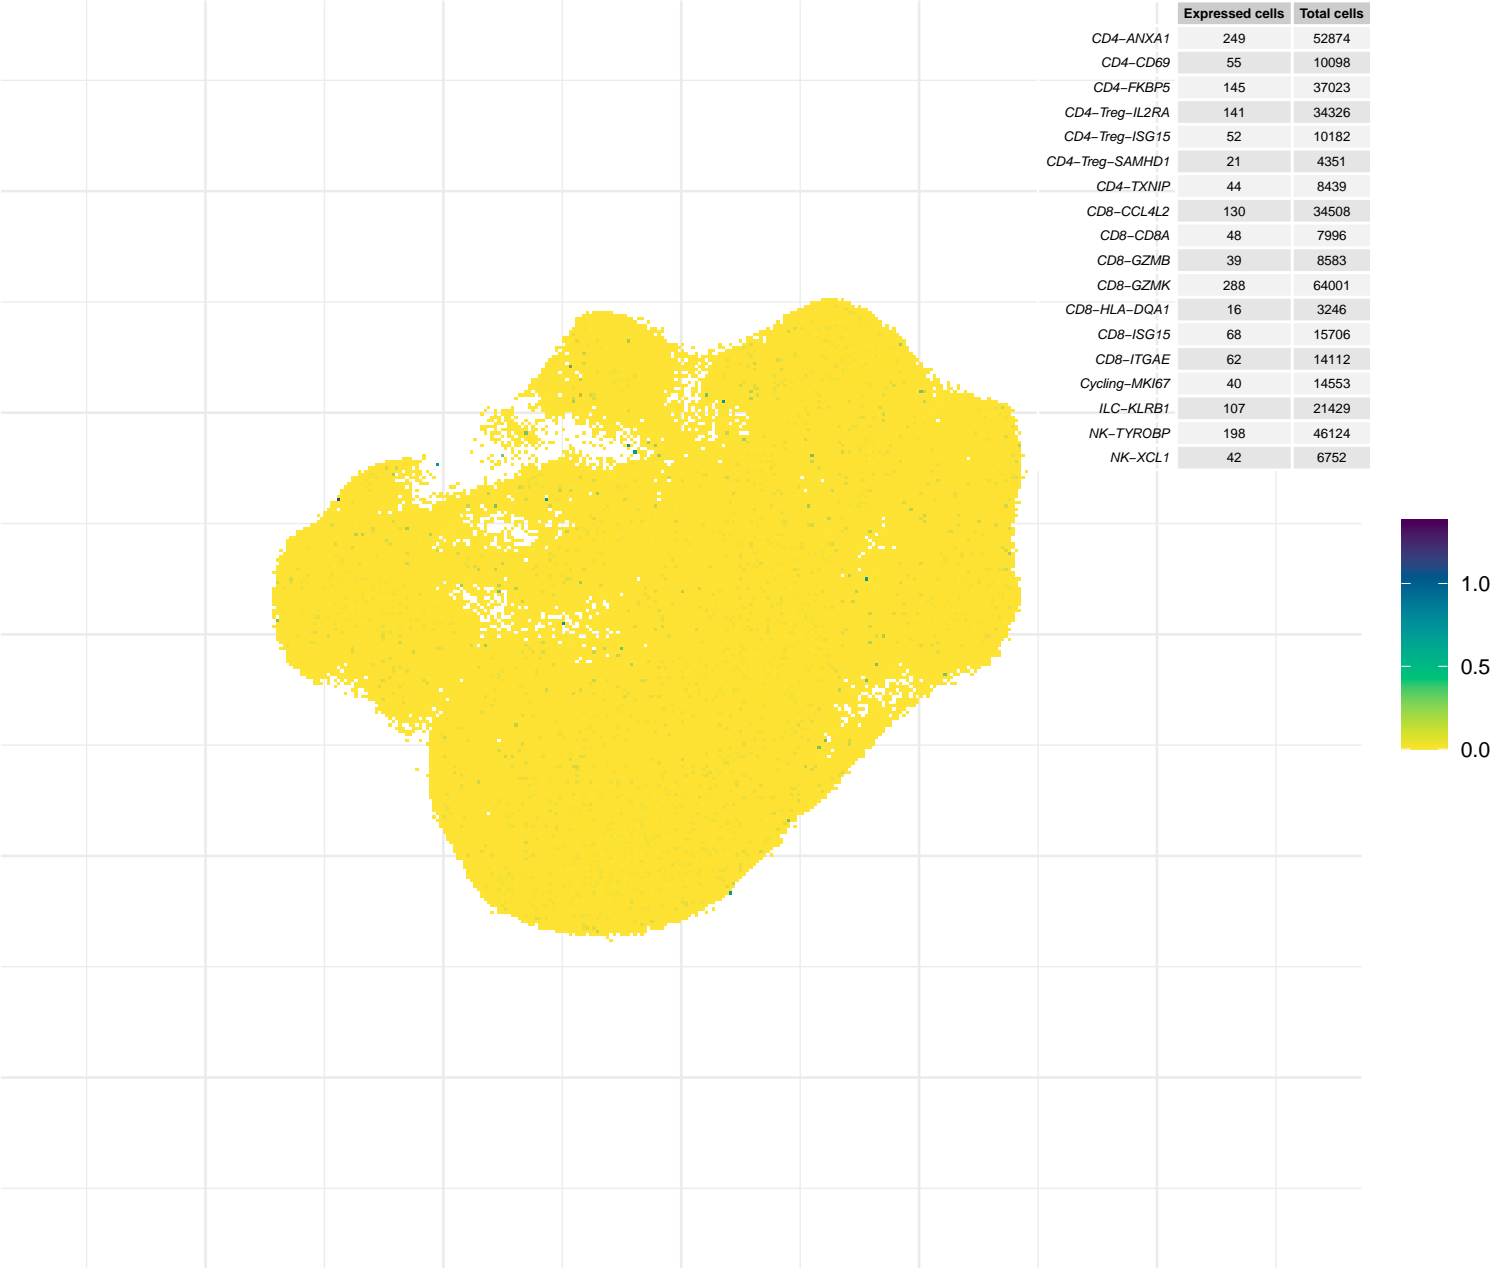 Expressed cells Total cells
CD4−ANXA1 249 52874
CD4−CD69 55 10098
CD4−FKBP5 145 37023
CD4−Treg−IL2RA 141 34326
CD4−Treg−ISG15 52 10182
CD4−Treg−SAMHD1 21 4351
CD4−TXNIP 44 8439
CD8−CCL4L2 130 34508
CD8−CD8A 48 7996
CD8−GZMB 39 8583
CD8−GZMK 288 64001
CD8−HLA−DQA1 16 3246
CD8−ISG15 68 15706
CD8−ITGAE 62 14112
Cycling−MKI67 40 14553
ILC−KLRB1 107 21429
NK−TYROBP 198 46124
NK−XCL1 42 6752
1.0
0.5
0.0